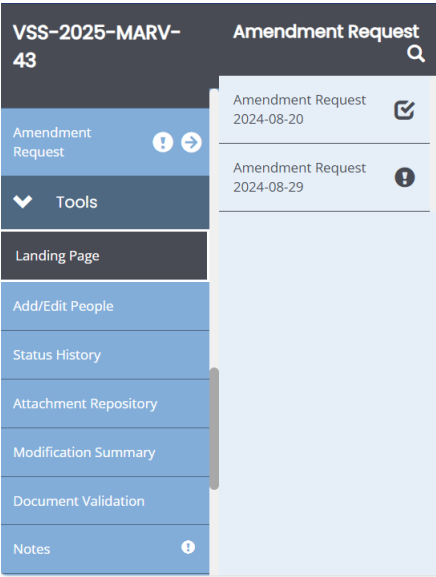 VSS-2025-MARV-
43
Amendment
Request
Tools
Landing Page
Add/Edit People
Status History
Attachment Repository
Modification Summary
Document Validation
Notes
Amendment Request
Amendment Request
2024-08-20
Amendment Request
2024-08-29